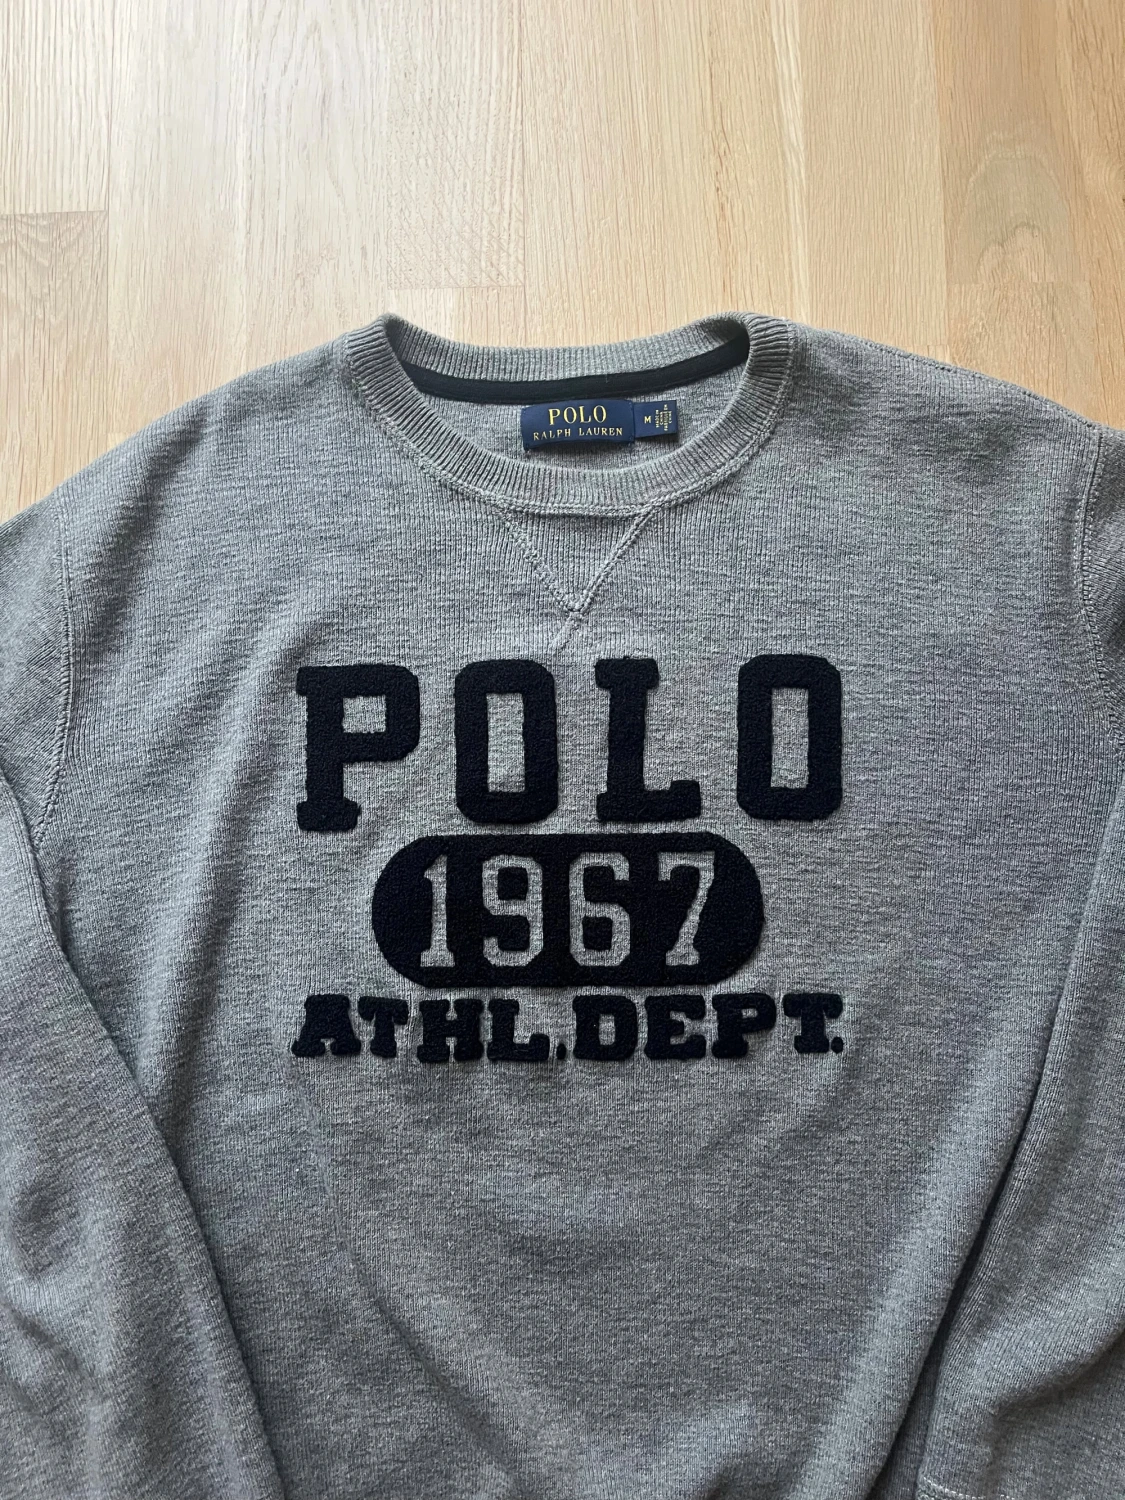 POLO
RALPH LAUREN
M
POLO
1967
ATHL.DEPT.